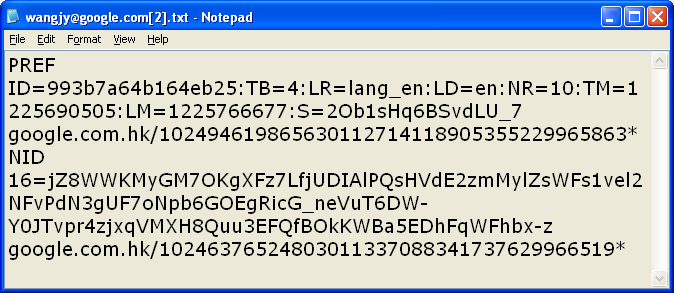 wangjy@google.com[2].txt - Notepad
File Edit Format View Help
PREF
ID=993b7a64b164eb25:TB=4:LR=lang_en:LD=en:NR=10:TM=1
225690505:LM=1225766677:S=2Ob1sHq6BSvdLU_7
google.com.hk/1024946198656301127141189053552299658​63*
NID
16=jZ8WWKMyGM7OKgXFz7LfjUDIAlPQsHVdE2zmMylZsWFs1vel2
NFvPdN3gUF7oNpb6GOEgRicG_neVuT6DW-
Y0JTvpr4zjxqVMXH8Quu3EFQfBOkKWBa5EDhFqWFhbx-z
google.com.hk/10246376524803011337088341737629966519*